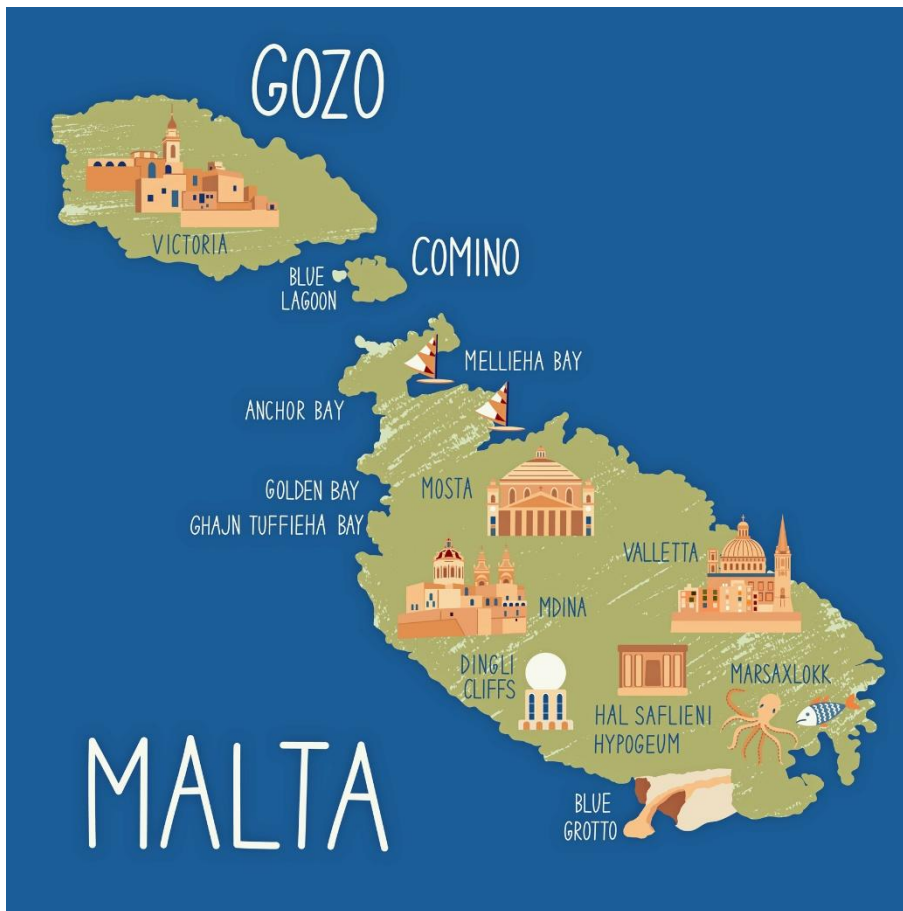 GOZO
VICTORIA
COMINO
BLUE
LAGOON
MELLIEHA BAY
ANCHOR BAY
GOLDEN BAY
MOSTA
GHAJN TUFFIEHA BAY
VALLETTA
MDINA
DINGLI
CLIFFS
MARSAXLOKK
HAL SAFLIENI
HYPOGEUM
MALTA
BLUE
GROTTO